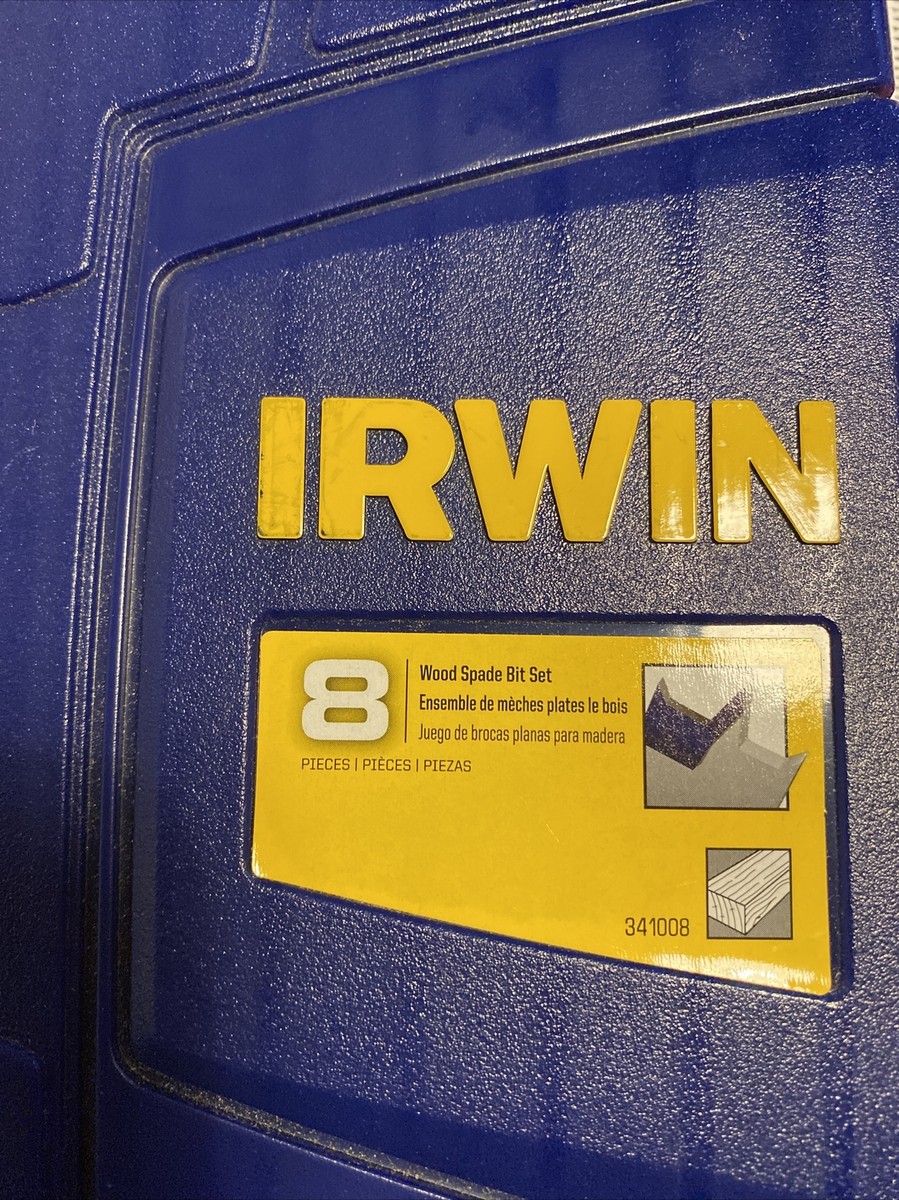 IRWIN
8
Wood Spade Bit Set
Ensemble de mèches plates le bois
Juego de brocas planas para madera
PIECES | PIÈCES | PIEZAS
341008